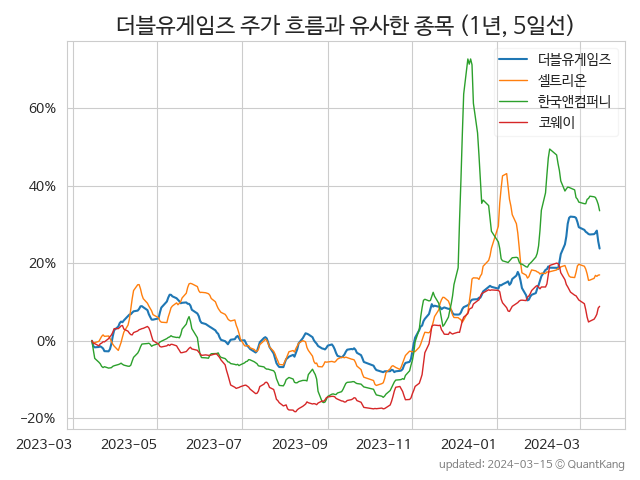 더블유게임즈 주가 흐름과 유사한 종목 (1년, 5일선)
더블유게임즈
셀트리온
한국앤컴퍼니
코웨이
60%
40%
20%
0%
−20%
2023-03 2023-05 2023-07 2023-09 2023-11 2024-01 2024-03
updated: 2024-03-15 © QuantKang